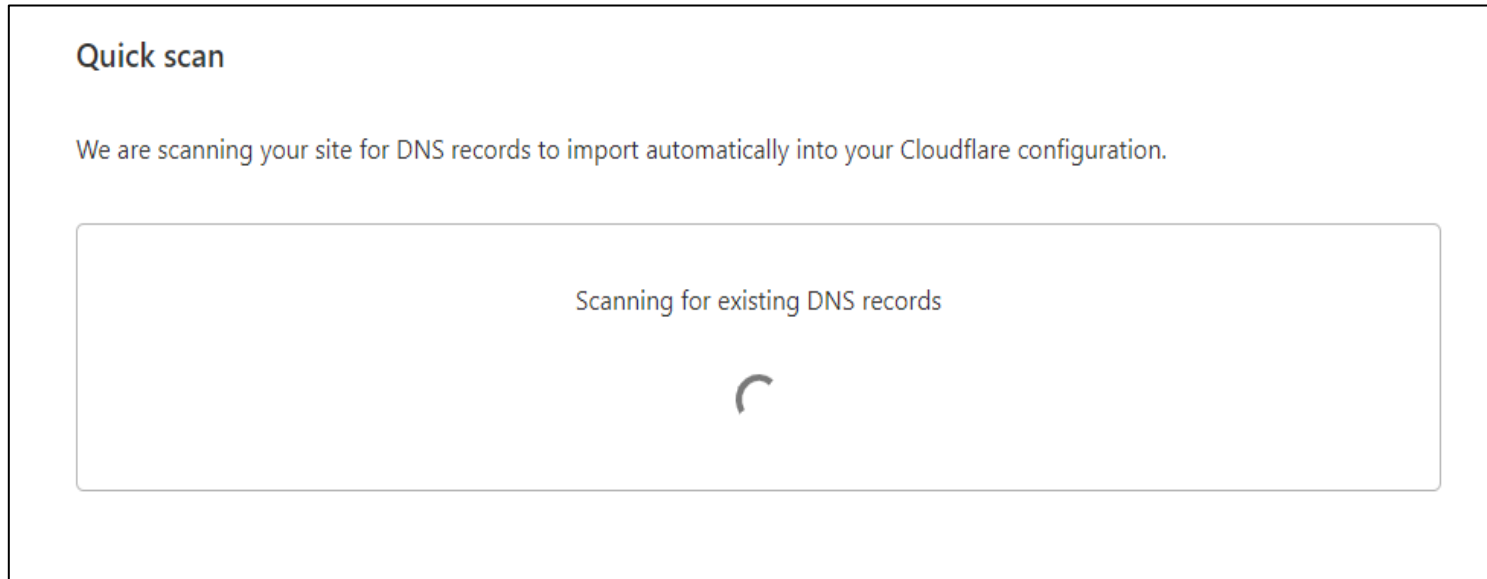 Quick scan
We are scanning your site for DNS records to import automatically into your Cloudflare configuration.
Scanning for existing DNS records